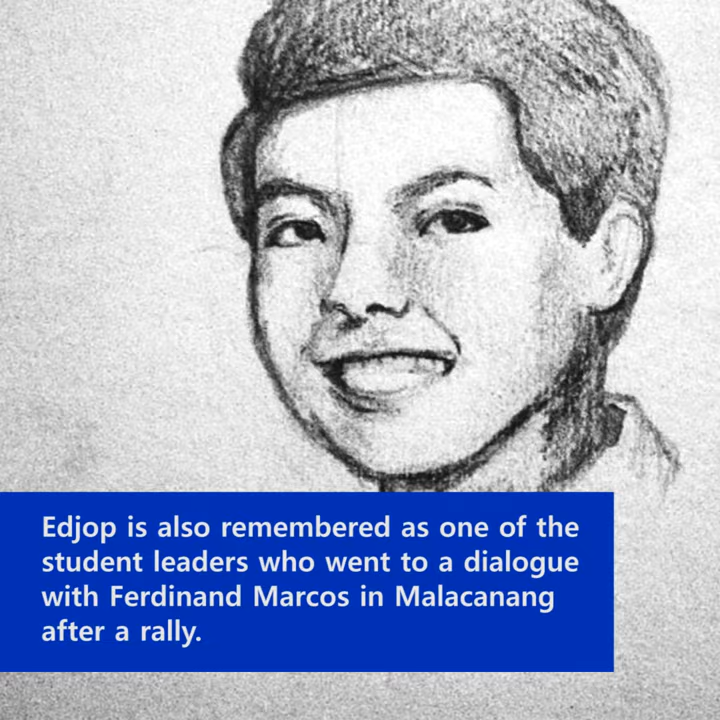 Edjop is also remembered as one of the
student leaders who went to a dialogue
with Ferdinand Marcos in Malacanang
after a rally.